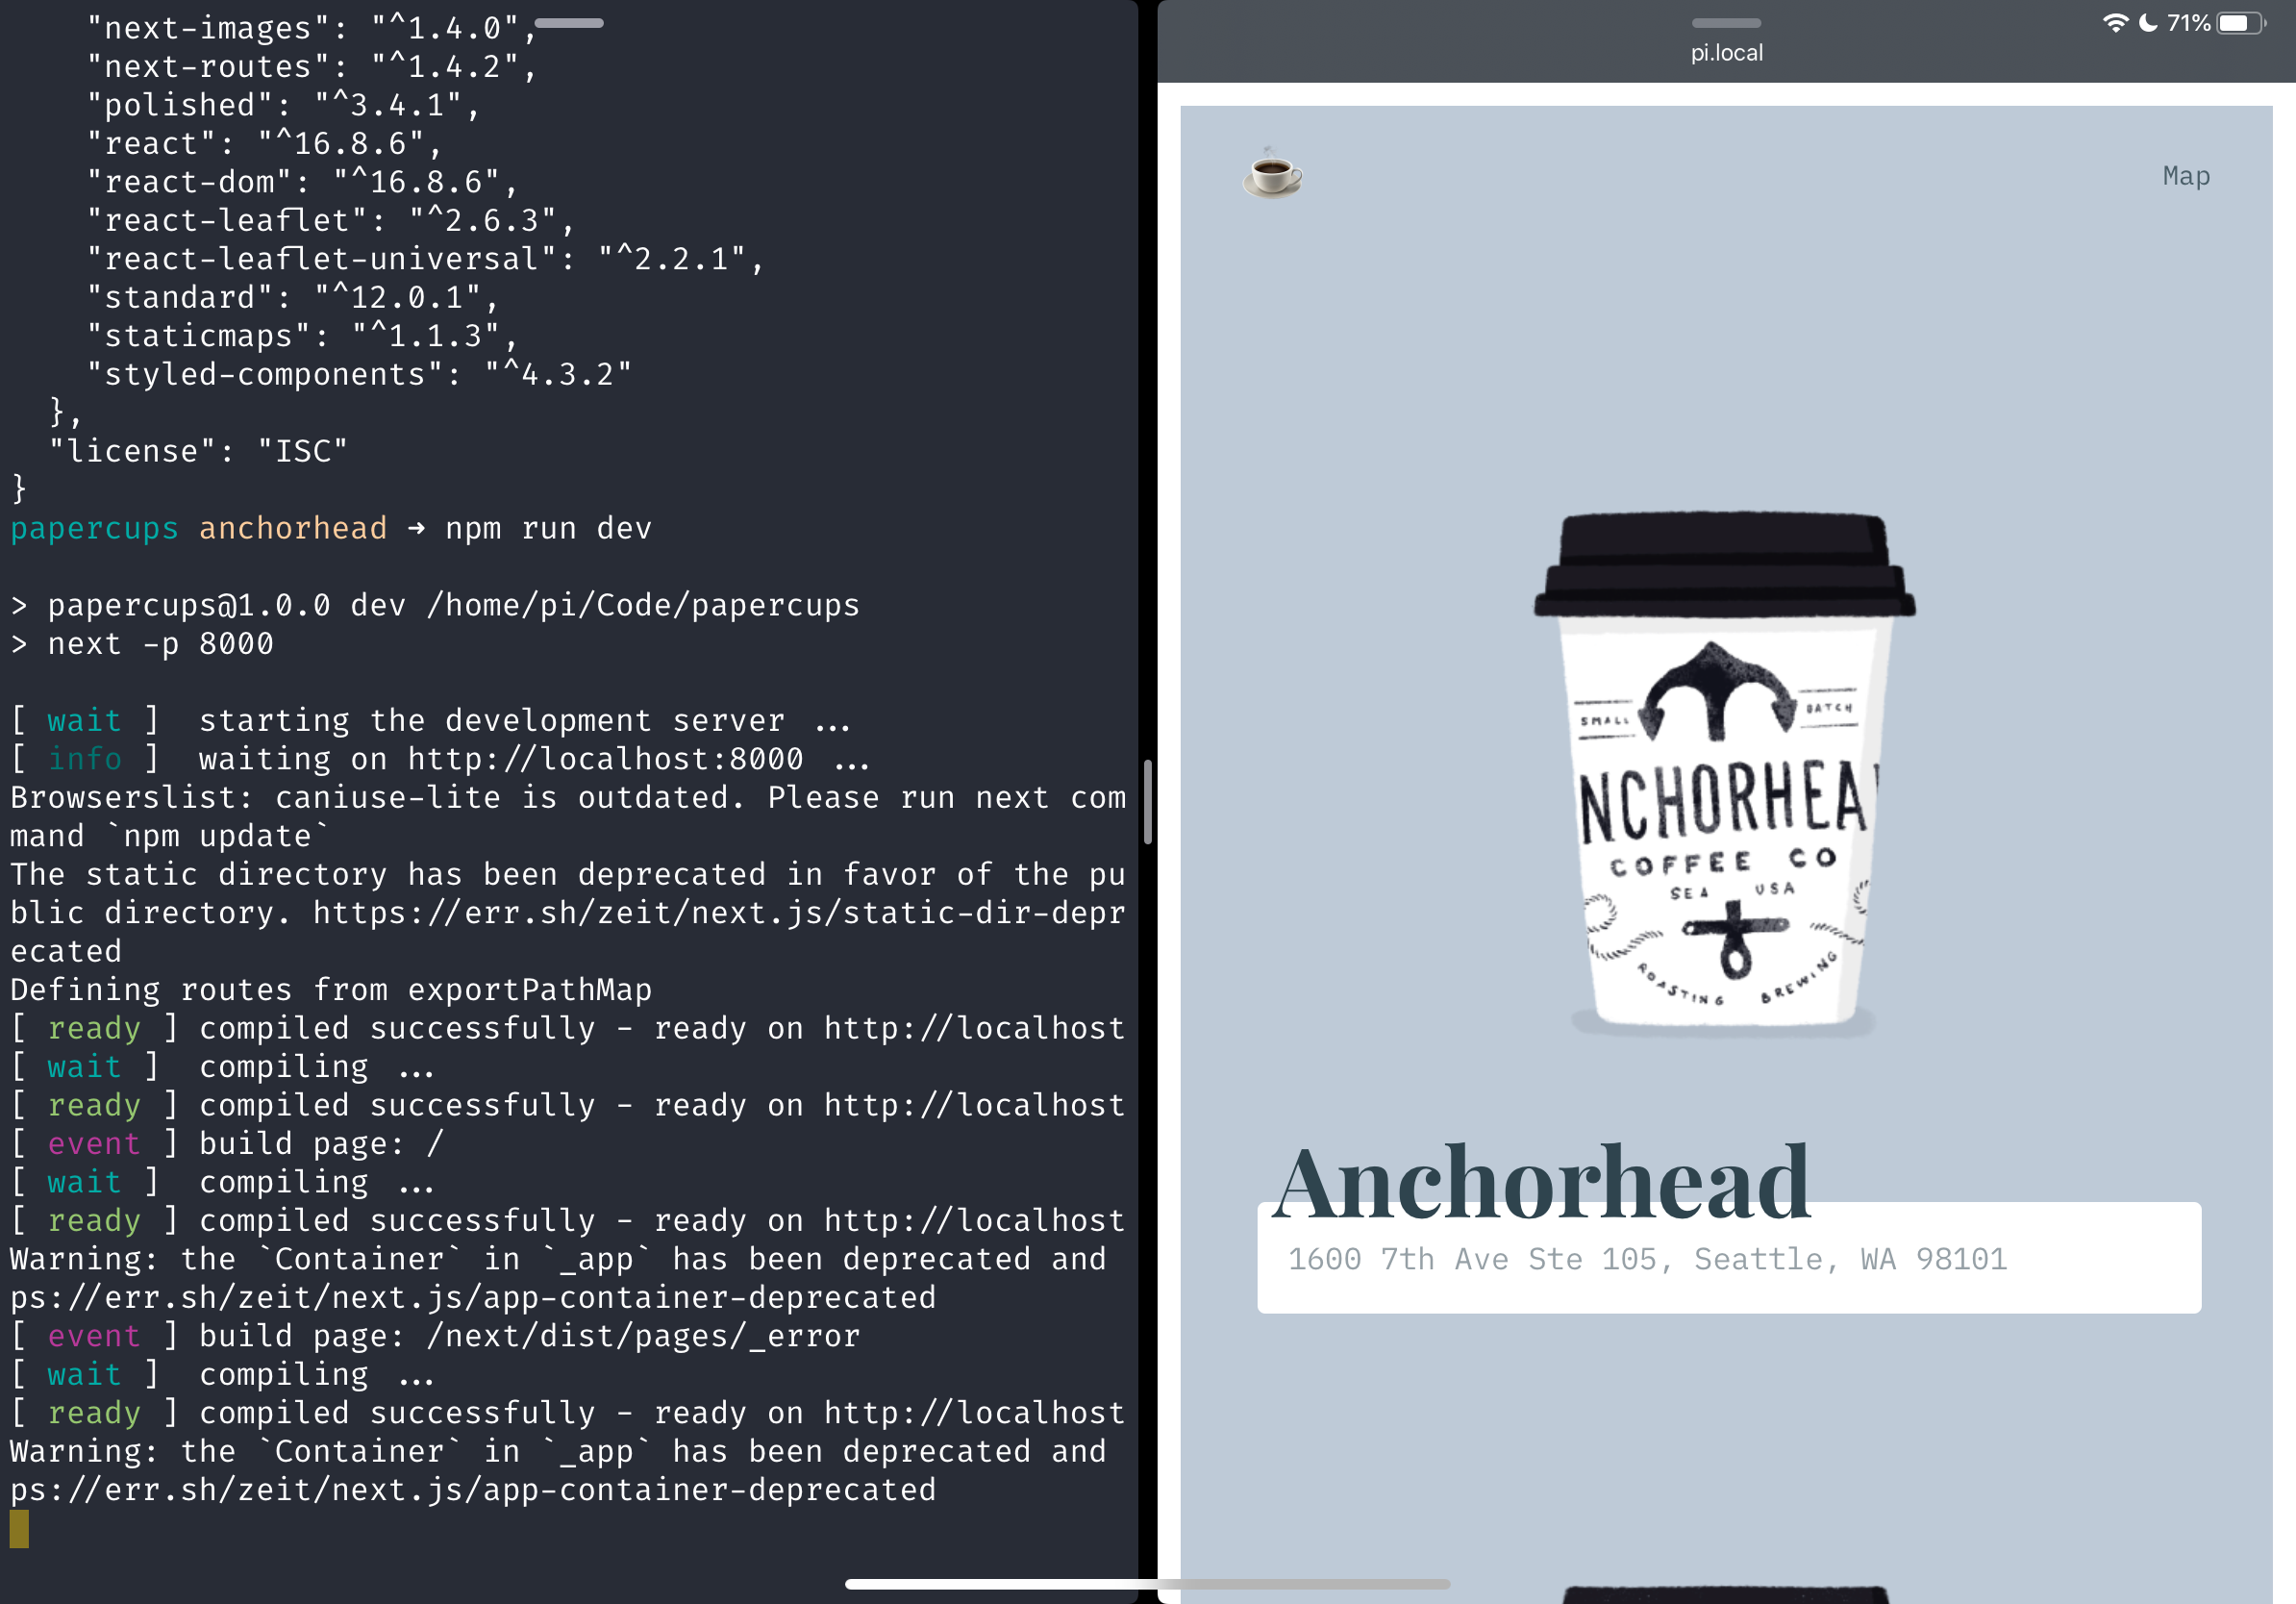 "next-images": "^1.4.0",
"next-routes": "^1.4.2",
"polished": "^3.4.1",
"react": "^16.8.6",
"react-dom": "^16.8.6",
"react-leaflet": "^2.6.3",
"react-leaflet-universal": "^2.2.1",
"standard": "^12.0.1",
"staticmaps": "^1.1.3",
"styled-components": "^4.3.2"
},
"license": "ISC"
}
papercups anchorhead → npm run dev
> papercups@1.0.0 dev /home/pi/Code/papercups
> next -p 8000
[ wait ]  starting the development server ...
[ info ]  waiting on http://localhost:8000 ...
Browserslist: caniuse-lite is outdated. Please run next com
mand `npm update`
The static directory has been deprecated in favor of the pu
blic directory. https://err.sh/zeit/next.js/static-dir-depr
ecated
Defining routes from exportPathMap
[ ready ] compiled successfully - ready on http://localhost
[ wait ]  compiling ...
[ ready ] compiled successfully - ready on http://localhost
[ event ] build page: /
[ wait ]  compiling ...
[ ready ] compiled successfully - ready on http://localhost
Warning: the `Container` in `_app` has been deprecated and
ps://err.sh/zeit/next.js/app-container-deprecated
[ event ] build page: /next/dist/pages/_error
[ wait ]  compiling ...
[ ready ] compiled successfully - ready on http://localhost
Warning: the `Container` in `_app` has been deprecated and
ps://err.sh/zeit/next.js/app-container-deprecated
71%
pi.local
Map
SMALL BATCH
NCHORHEA
COFFEE CO
SEA USA
ROASTING BREWING
Anchorhead
1600 7th Ave Ste 105, Seattle, WA 98101